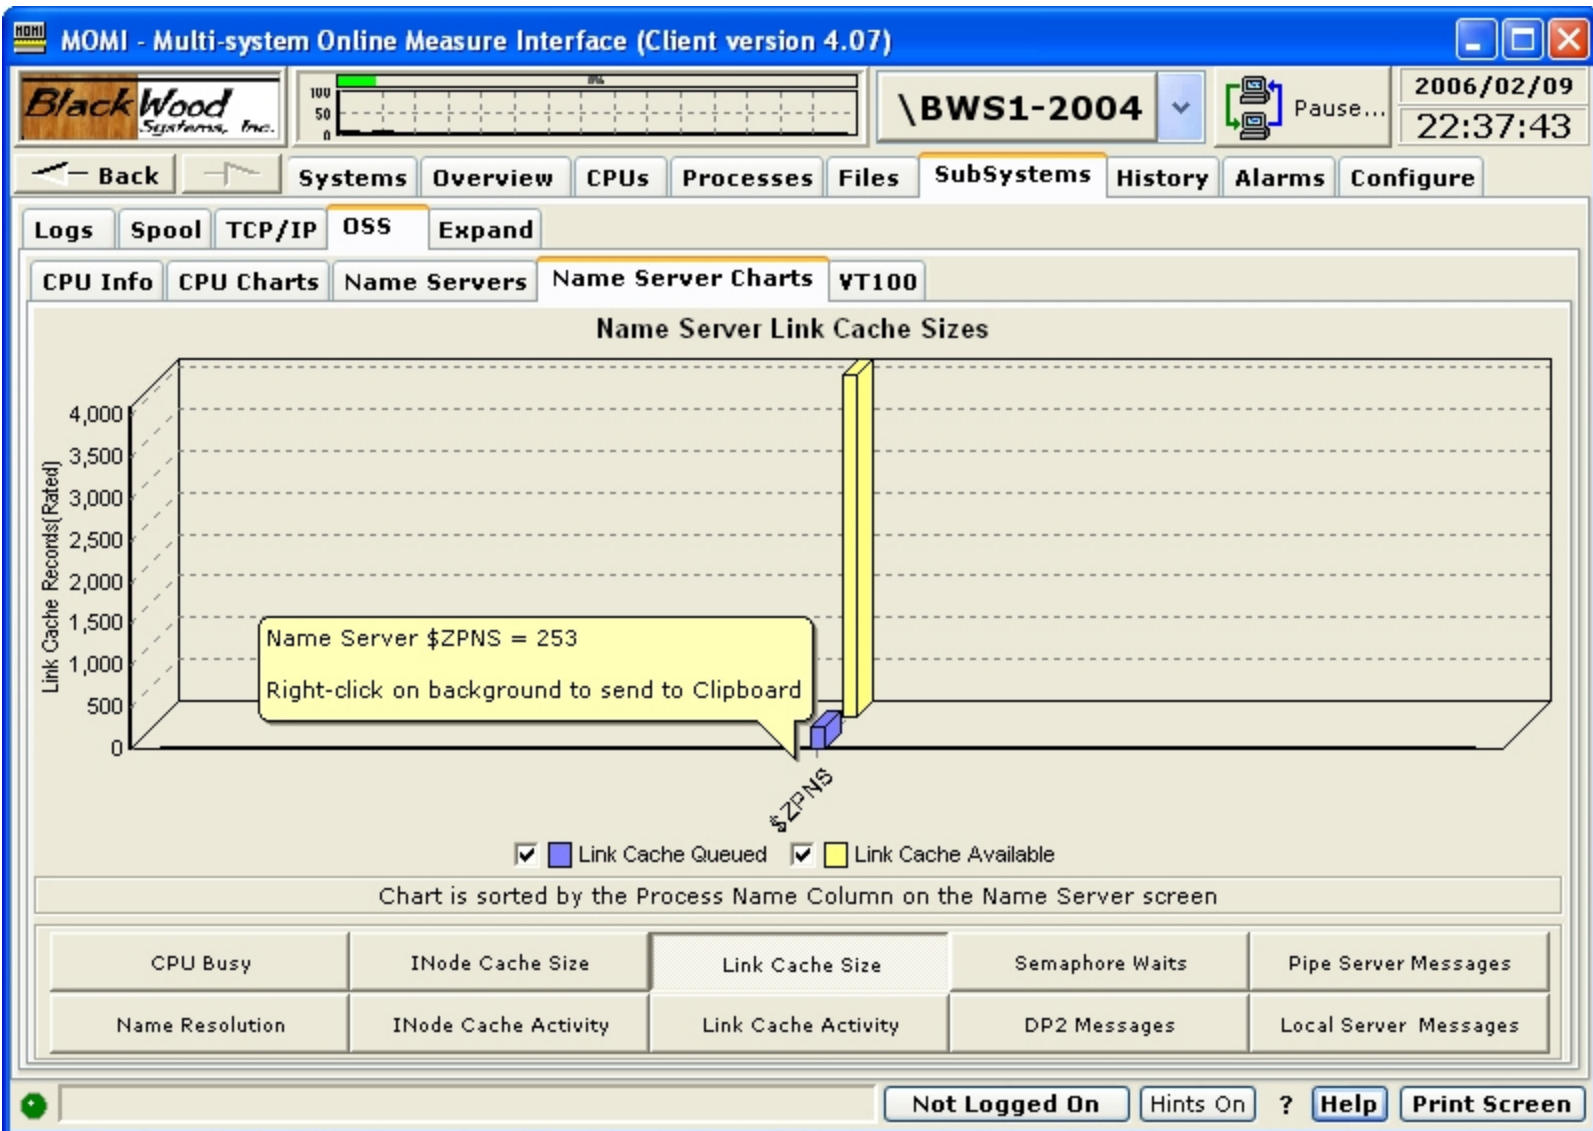 MOMI
MOMI - Multi-system Online Measure Interface (Client version 4.07)
BlackWood
Systems, Inc.
100
50
0
\BWS1-2004
Pause...
2006/02/09
22:37:43
Back
Systems Overview CPUs Processes Files SubSystems History Alarms Configure
Logs Spool TCP/IP OSS Expand
CPU Info CPU Charts Name Servers Name Server Charts VT100
Name Server Link Cache Sizes
Link Cache Records(Rated)
4,000
3,500
3,000
2,500
2,000
1,500
1,000
500
0
Name Server $ZPNS = 253
Right-click on background to send to Clipboard
$ZPNS
Link Cache Queued Link Cache Available
Chart is sorted by the Process Name Column on the Name Server screen
CPU Busy INode Cache Size Link Cache Size Semaphore Waits Pipe Server Messages
Name Resolution INode Cache Activity Link Cache Activity DP2 Messages Local Server Messages
Not Logged On Hints On ? Help Print Screen